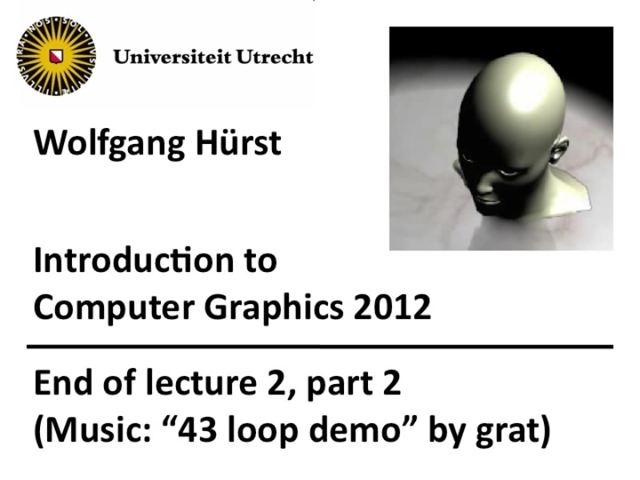 Universiteit Utrecht
Wolfgang Hürst
Introduction to
Computer Graphics 2012
End of lecture 2, part 2
(Music: “43 loop demo” by grat)